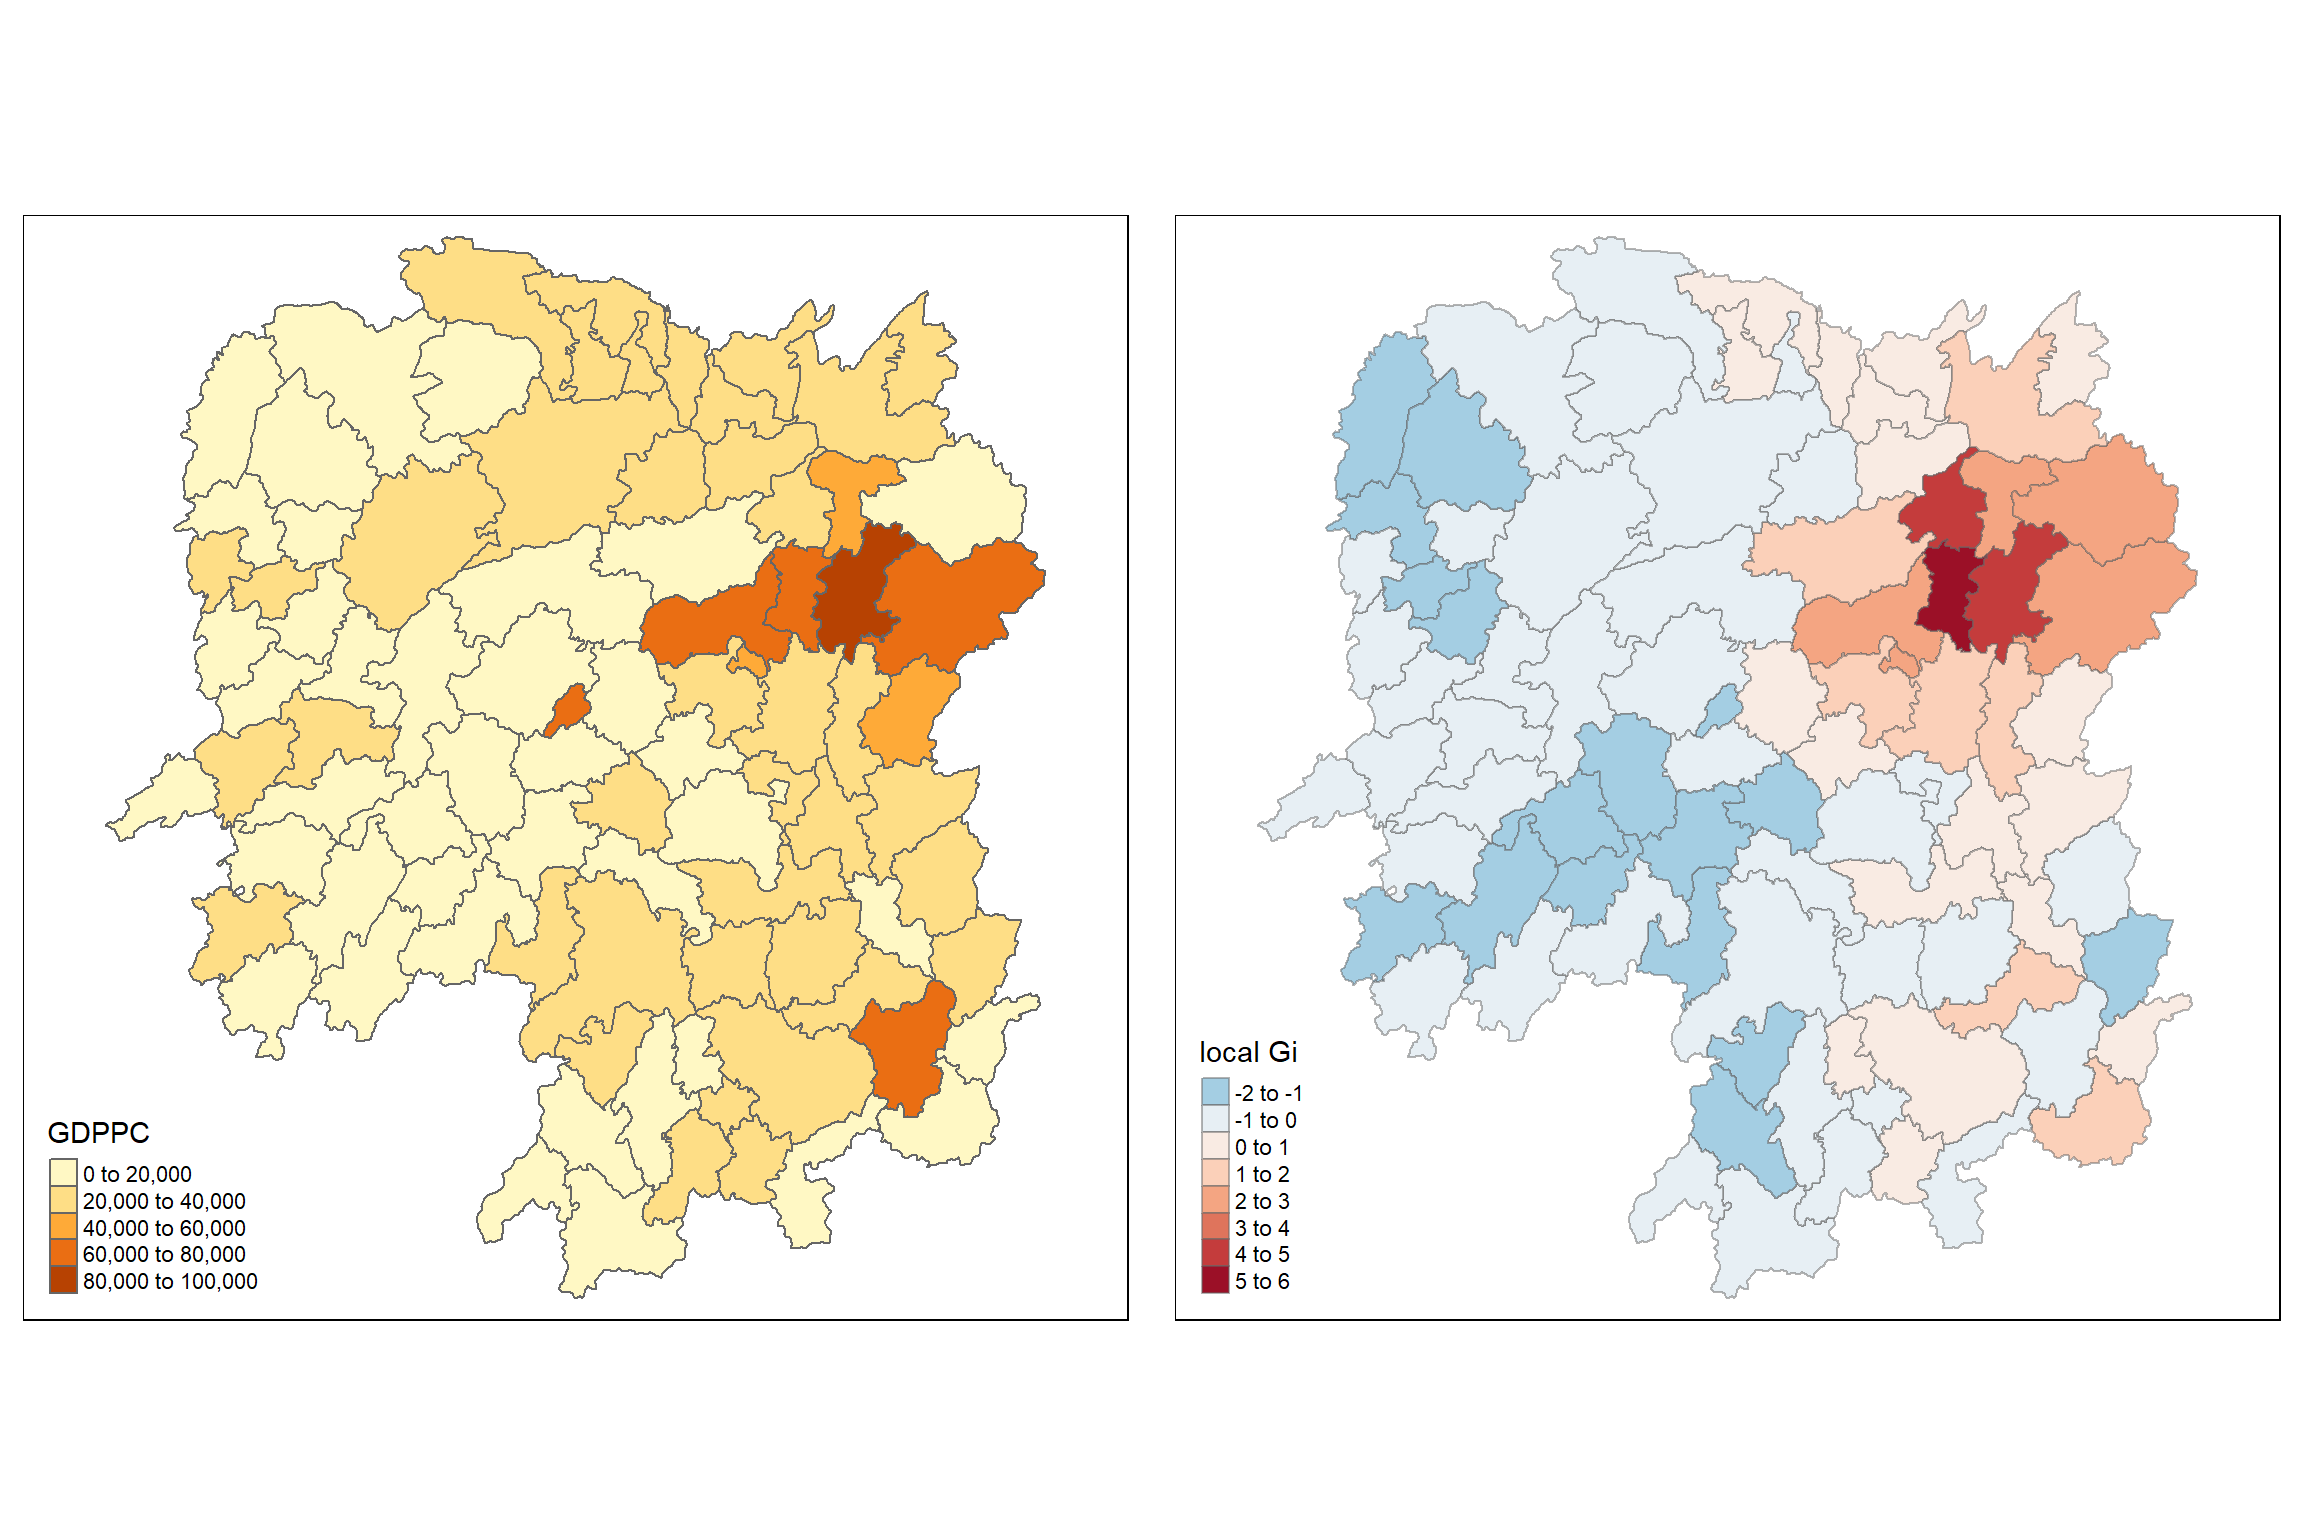 GDPPC
0 to 20,000
20,000 to 40,000
40,000 to 60,000
60,000 to 80,000
80,000 to 100,000
local Gi
-2 to -1
-1 to 0
0 to 1
1 to 2
2 to 3
3 to 4
4 to 5
5 to 6